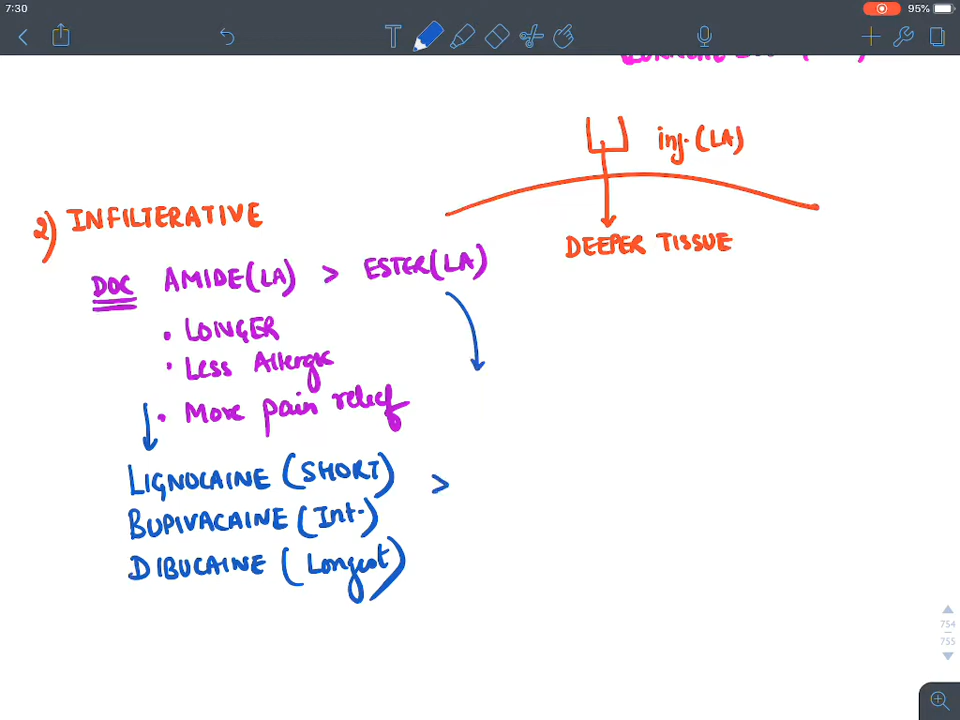 7:30
95%
T
inj.(LA)
DEEPER TISSUE
2) INFILTERATIVE
DOC AMIDE(LA) > ESTER(LA)
• LONGER
• Less Allergic
• More pain relief
LIGNOCAINE (SHORT) >
BUPIVACAINE (Int.)
DIBUCAINE (Longest)
754
755